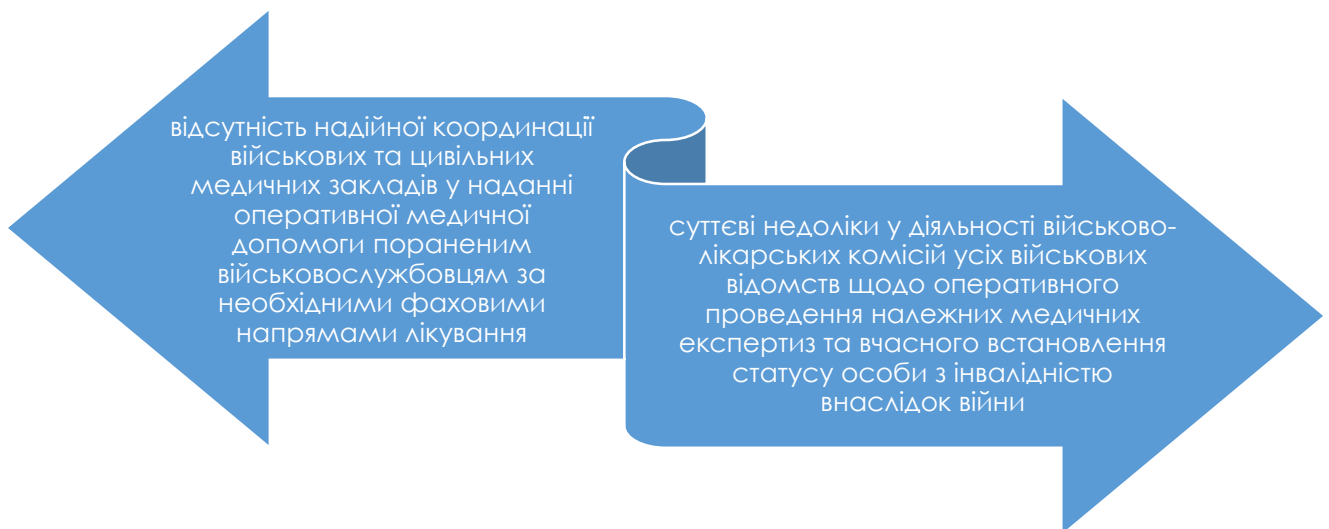 відсутність надійної координації
військових та цивільних
медичних закладів у наданні
оперативної медичної
допомоги пораненим
військовослужбовцям за
необхідними фаховими
напрямами лікування
суттєві недоліки у діяльності військово-
лікарських комісій усіх військових
відомств щодо оперативного
проведення належних медичних
експертиз та вчасного встановлення
статусу особи з інвалідністю
внаслідок війни